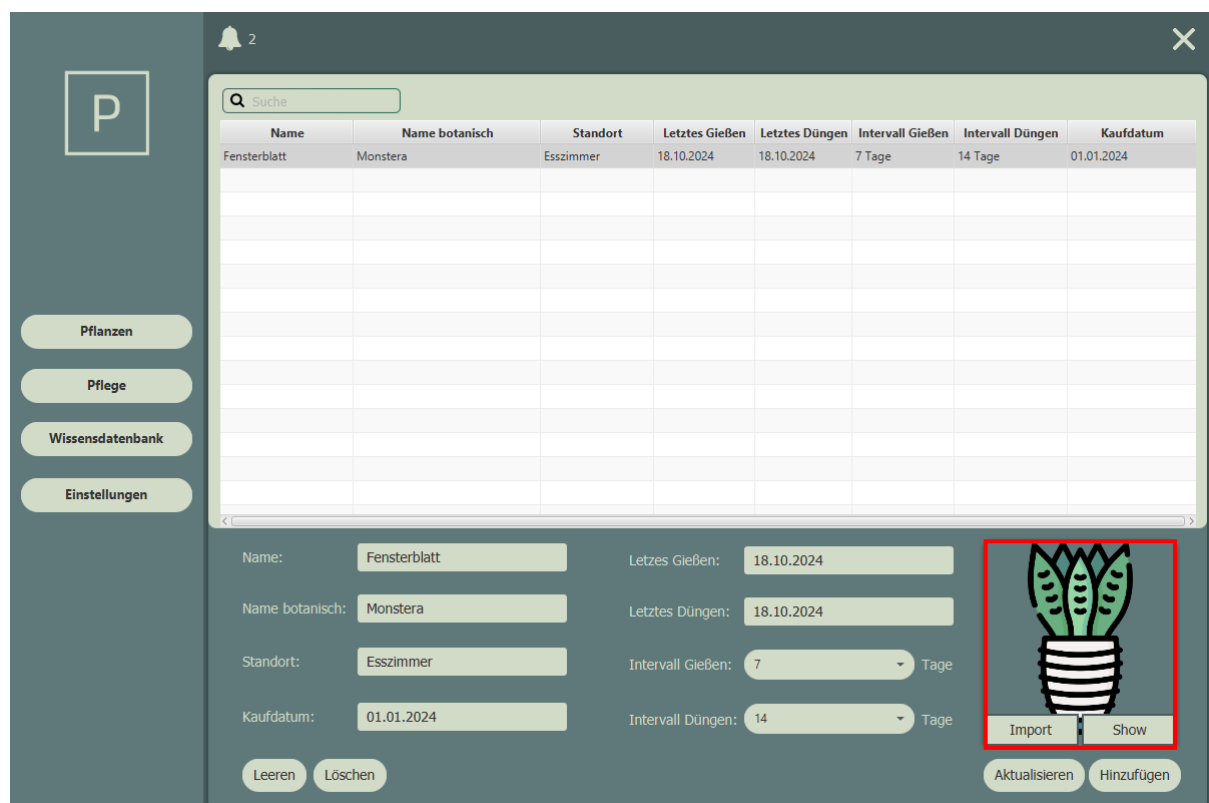 2
P
Suche
Name Name botanisch Standort Letztes Gießen Letztes Düngen Intervall Gießen Intervall Düngen Kaufdatum
Fensterblatt Monstera Esszimmer 18.10.2024 18.10.2024 7 Tage 14 Tage 01.01.2024
Pflanzen
Pflege
Wissensdatenbank
Einstellungen
Name: Fensterblatt Letzes Gießen: 18.10.2024
Name botanisch: Monstera Letztes Düngen: 18.10.2024
Standort: Esszimmer Intervall Gießen: 7 Tage
Kaufdatum: 01.01.2024 Intervall Düngen: 14 Tage
Import Show
Leeren Löschen Aktualisieren Hinzufügen